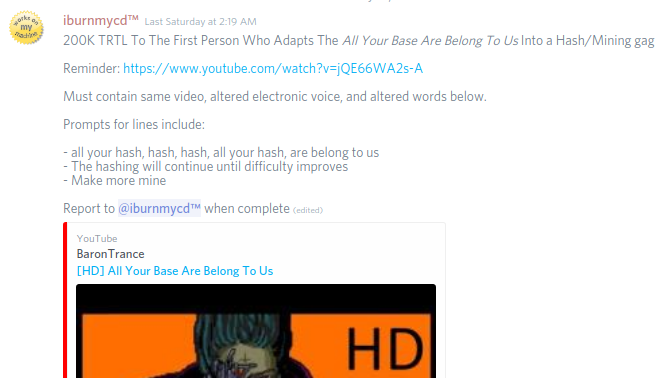 works on
my
machine
iburnmycd™ Last Saturday at 2:19 AM
200K TRTL To The First Person Who Adapts The All Your Base Are Belong To Us Into a Hash/Mining gag
Reminder: https://www.youtube.com/watch?v=jQE66WA2s-A
Must contain same video, altered electronic voice, and altered words below.
Prompts for lines include:
- all your hash, hash, hash, all your hash, are belong to us
- The hashing will continue until difficulty improves
- Make more mine
Report to @iburnmycd™ when complete (edited)
YouTube
BaronTrance
[HD] All Your Base Are Belong To Us
HD